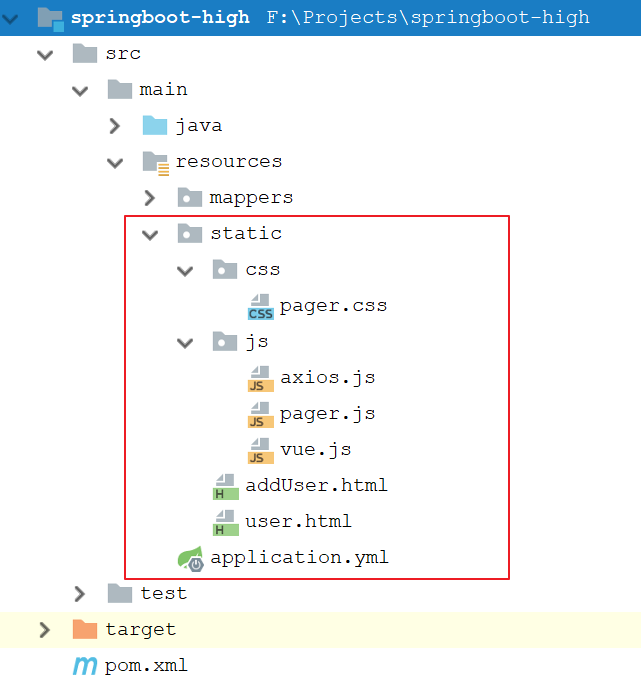 springboot-high F:\Projects\springboot-high
src
main
java
resources
mappers
static
css
CSS pager.css
js
JS axios.js
JS pager.js
JS vue.js
H addUser.html
H user.html
application.yml
test
target
m pom.xml